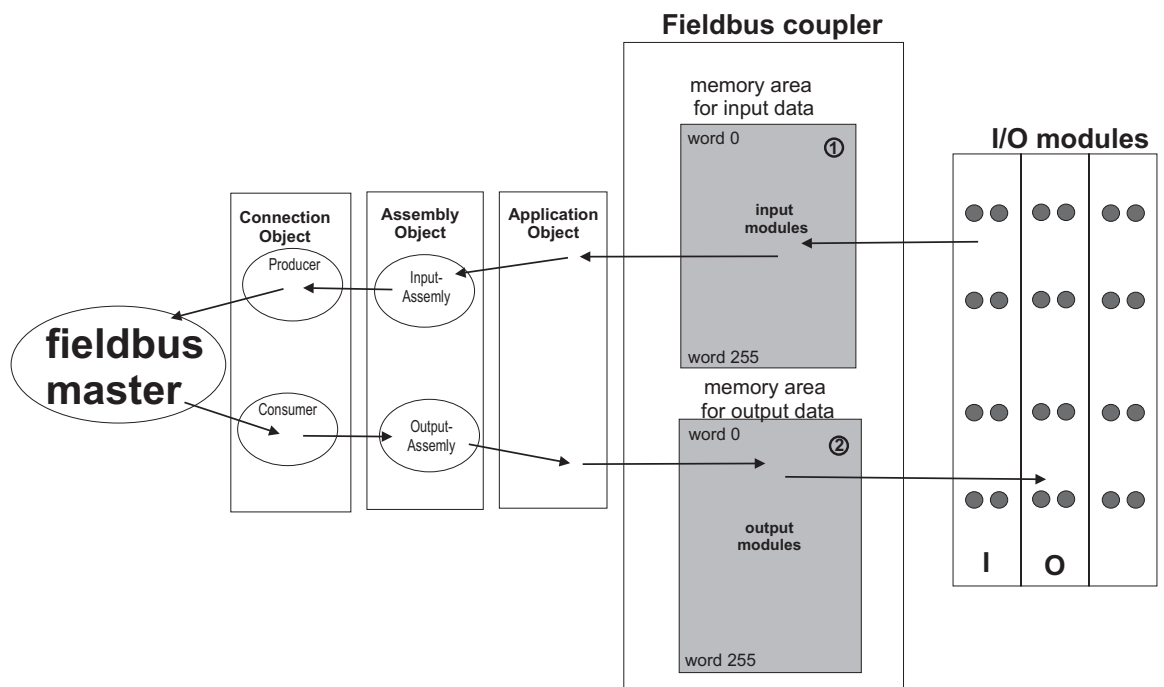 Fieldbus coupler
memory area
for input data
word 0
①
input
modules
word 255
I/O modules
I
O
Connection
Object
Producer
Consumer
Assembly
Object
Input-
Assemly
Output-
Assemly
Application
Object
fieldbus
master
memory area
for output data
word 0
②
output
modules
word 255